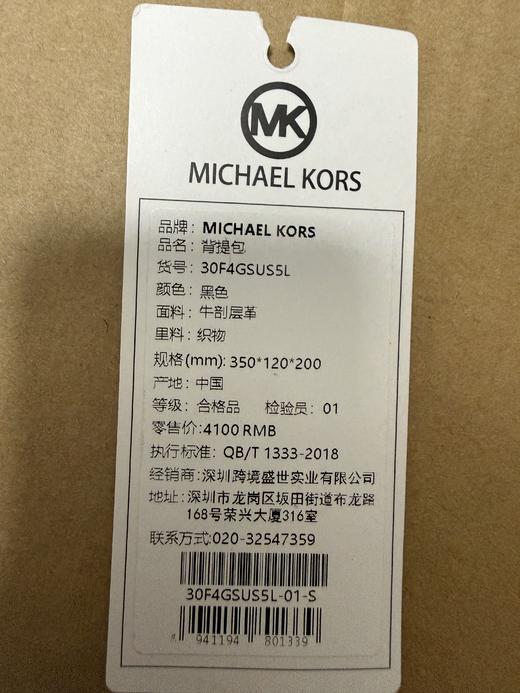 MK
MICHAEL KORS
品牌: MICHAEL KORS
品名: 背提包
货号: 30F4GSUS5L
颜色: 黑色
面料: 牛剖层革
里料: 织物
规格(mm): 350*120*200
产地: 中国
等级: 合格品 检验员: 01
零售价:4100 RMB
执行标准: QB/T 1333-2018
经销商:深圳跨境盛世实业有限公司
地址: 深圳市龙岗区坂田街道布龙路
168号荣兴大厦316室
联系方式:020-32547359
30F4GSUS5L-01-S
941194 801339